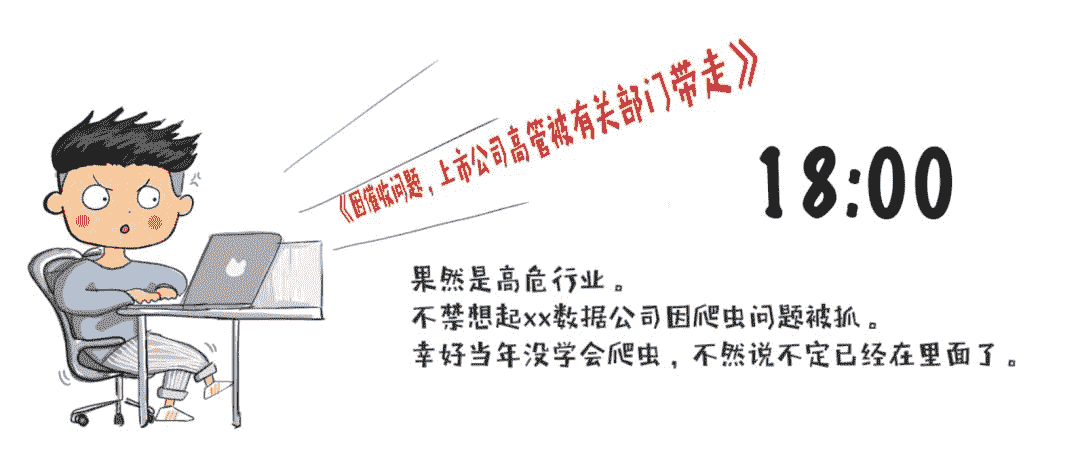 《因催收问题，上市公司高管被有关部门带走》
18:00
果然是高危行业。
不禁想起xx数据公司因爬虫问题被抓。
幸好当年没学会爬虫，不然说不定已经在里面了。